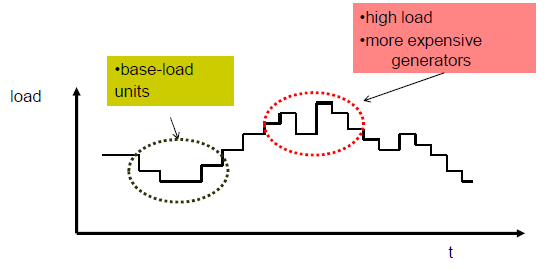 •high load
•more expensive
generators
•base-load
units
load
t